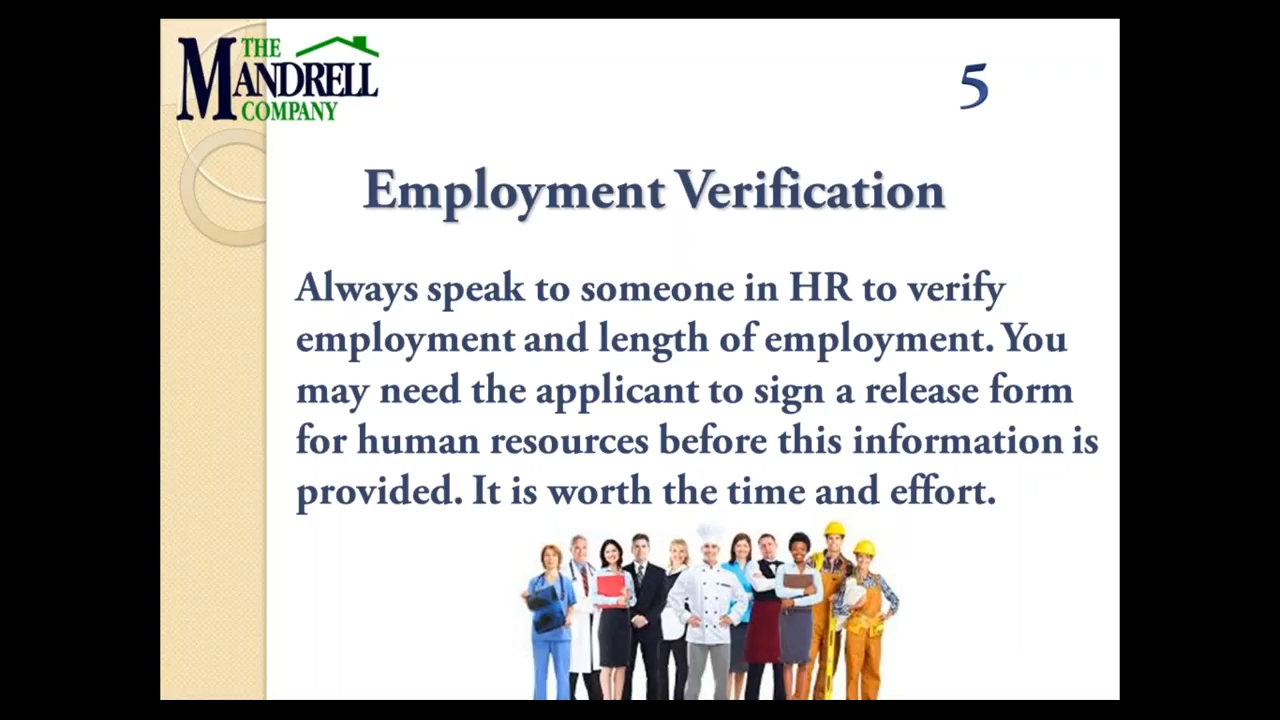 THE
MANDRELL
COMPANY
5
Employment Verification
Always speak to someone in HR to verify
employment and length of employment. You
may need the applicant to sign a release form
for human resources before this information is
provided. It is worth the time and effort.